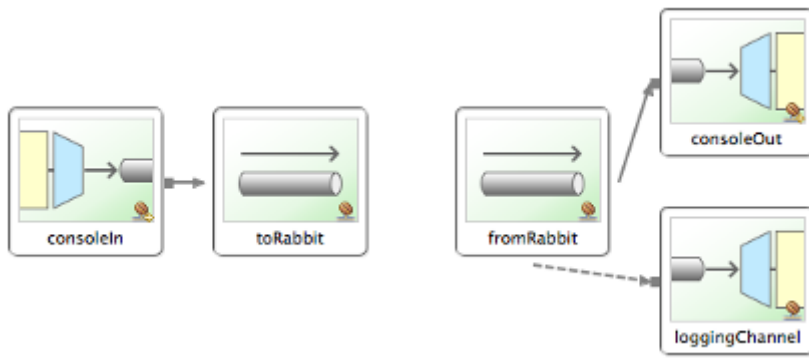 consoleIn
toRabbit
fromRabbit
consoleOut
loggingChannel